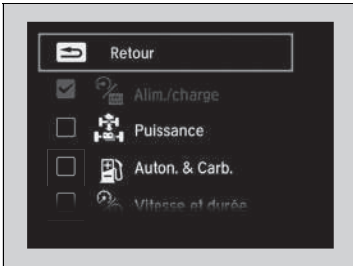 Retour
Alim./charge
Puissance
Auton. & Carb.
Vitesse et durée